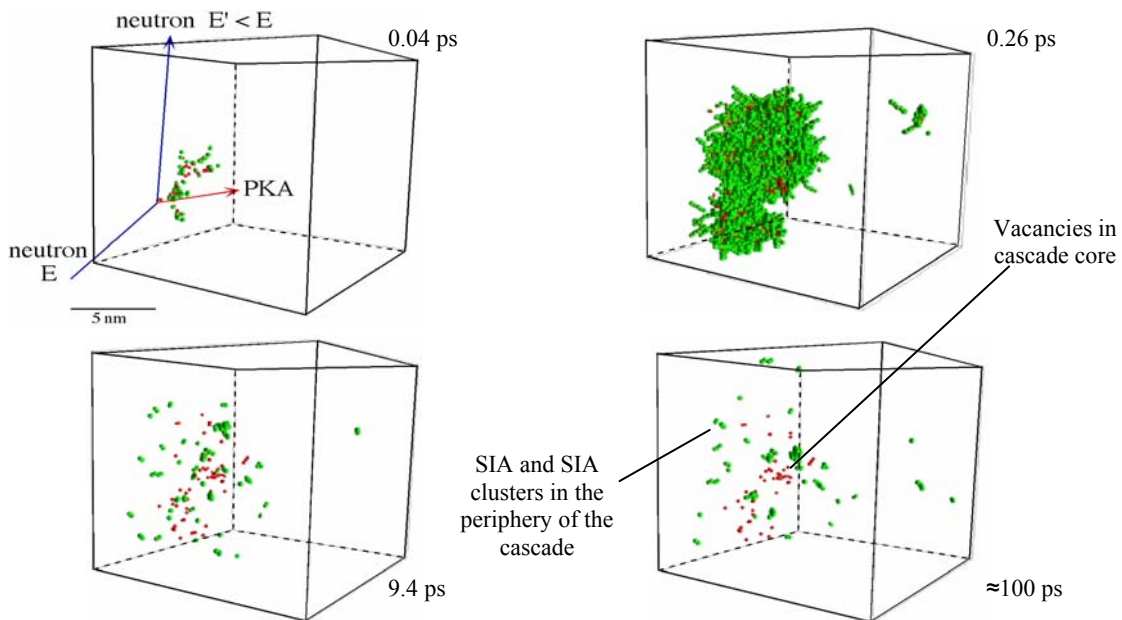 neutron E' < E
0.04 ps
PKA
neutron
E
5 nm
0.26 ps
Vacancies in
cascade core
9.4 ps
SIA and SIA
clusters in the
periphery of the
cascade
≈100 ps